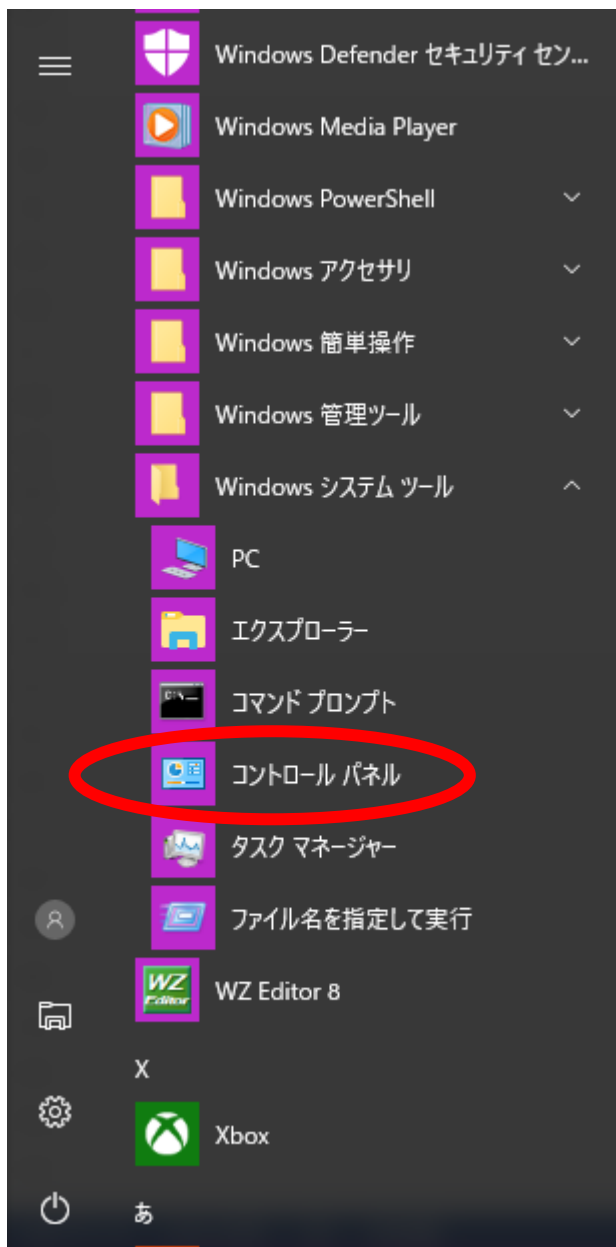 Windows Defender セキュリティ セン...
Windows Media Player
Windows PowerShell
Windows アクセサリ
Windows 簡単操作
Windows 管理ツール
Windows システム ツール
PC
エクスプローラー
コマンド プロンプト
コントロール パネル
タスク マネージャー
ファイル名を指定して実行
WZ Editor
WZ Editor 8
X
Xbox
あ